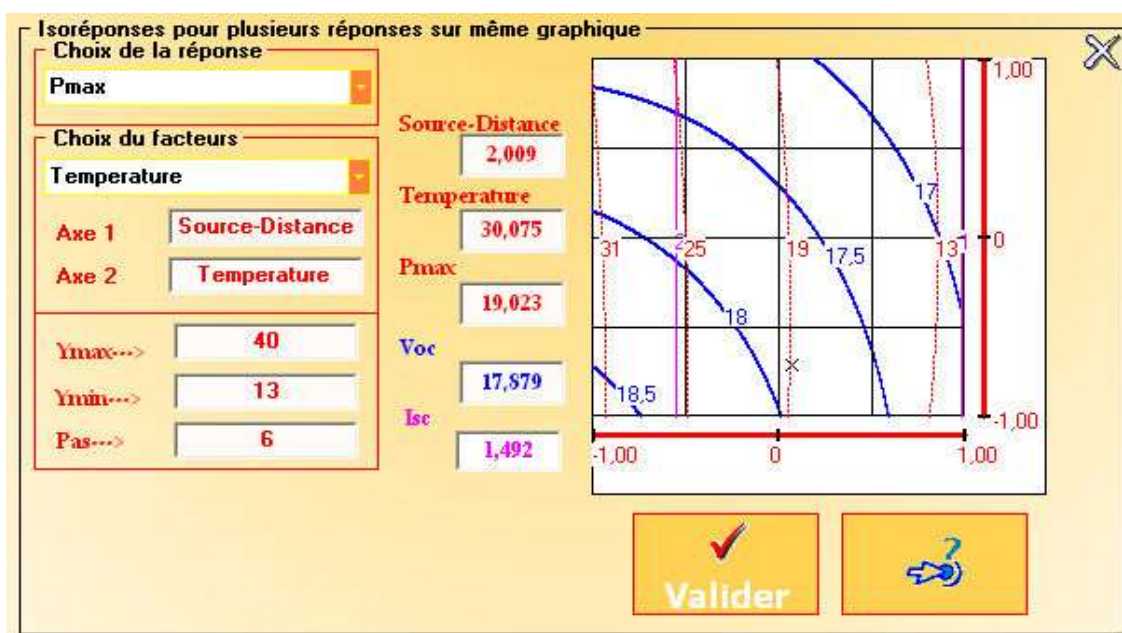 Isoréponses pour plusieurs réponses sur même graphique
Choix de la réponse
Pmax
Choix du facteurs
Temperature
Axe 1 Source-Distance
Axe 2 Temperature
Ymax---> 40
Ymin---> 13
Pas---> 6
Source-Distance
2,009
Temperature
30,075
Pmax
19,023
Voc
17,879
Isc
1,492
1,00
17
31 2 25 19 17,5 13 1 0
18
18,5
-1,00
-1,00 0 1,00
Valider
?